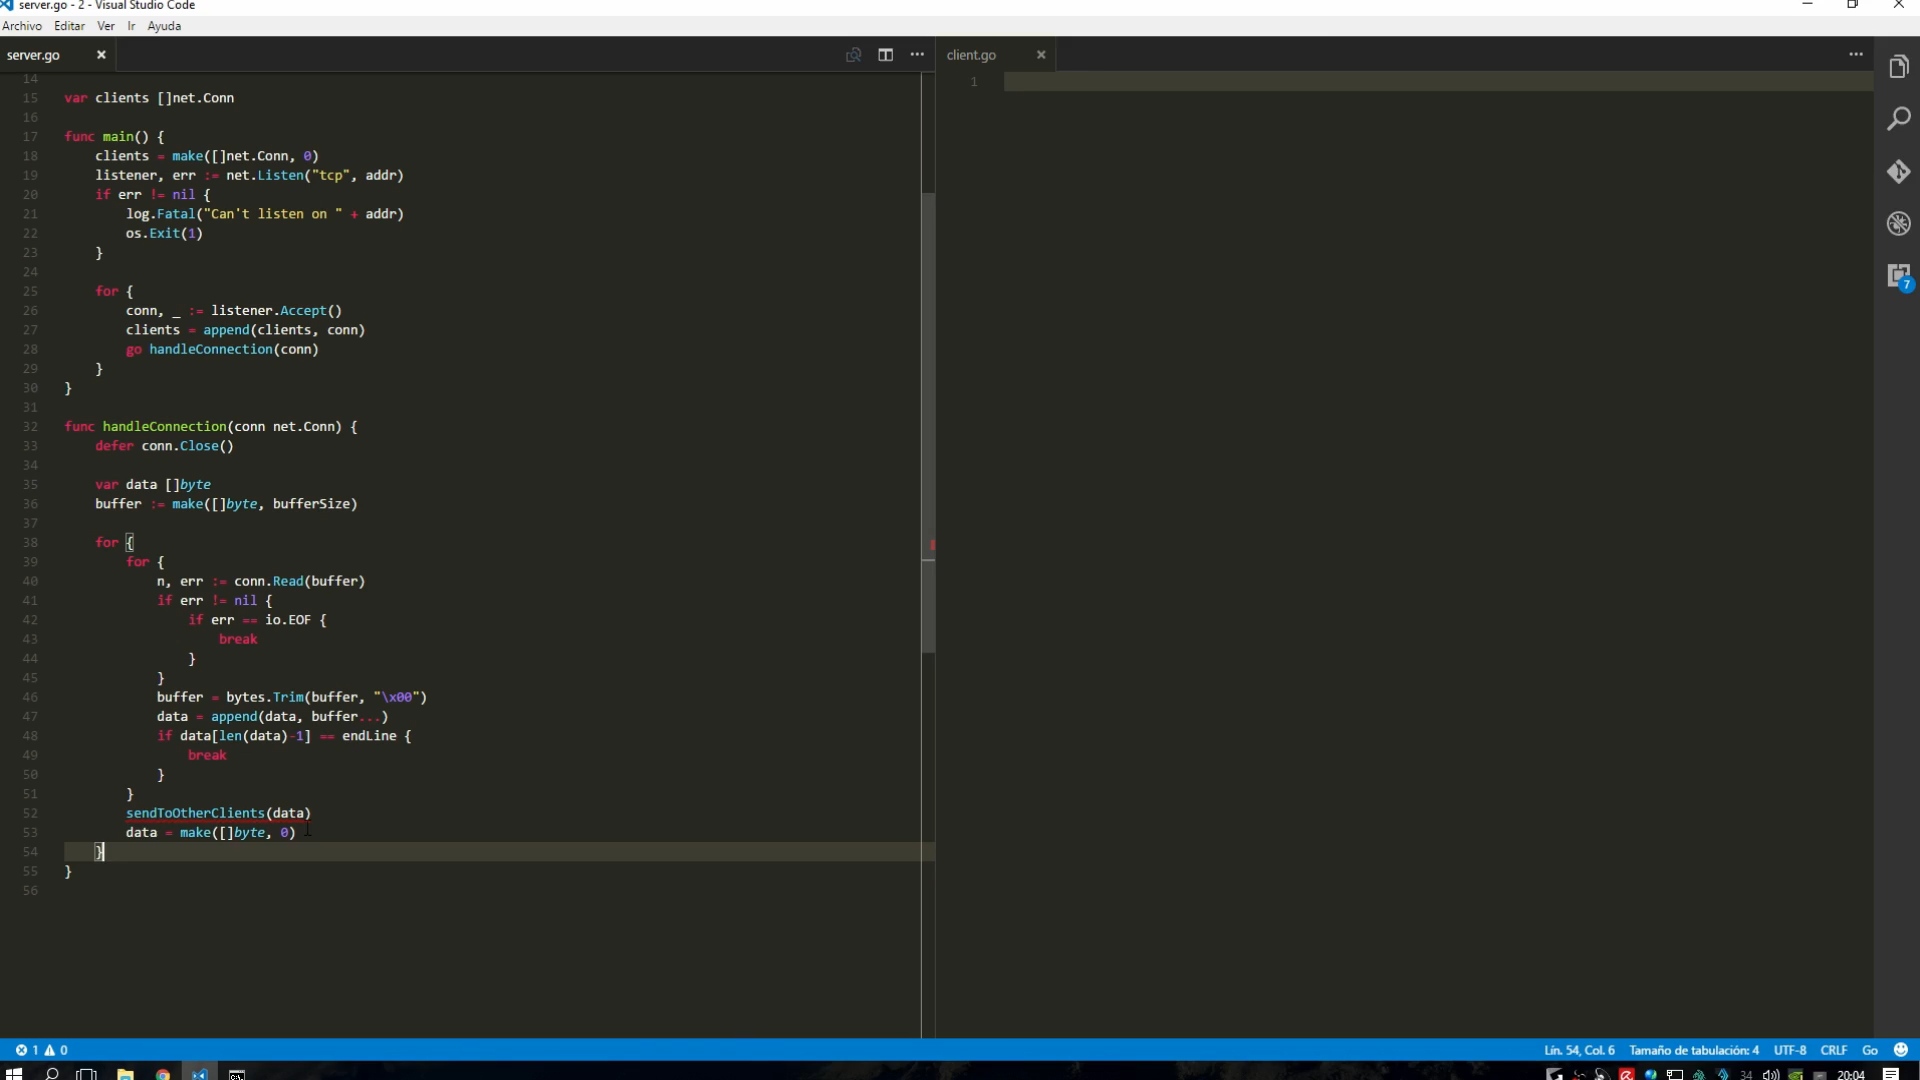 server.go - 2 - Visual Studio Code
Archivo Editar Ver Ir Ayuda
server.go
client.go
14
15 var clients []net.Conn
16
17 func main() {
18 clients = make([]net.Conn, 0)
19 listener, err := net.Listen("tcp", addr)
20 if err != nil {
21 log.Fatal("Can't listen on " + addr)
22 os.Exit(1)
23 }
24
25 for {
26 conn, _ := listener.Accept()
27 clients = append(clients, conn)
28 go handleConnection(conn)
29 }
30 }
31
32 func handleConnection(conn net.Conn) {
33 defer conn.Close()
34
35 var data []byte
36 buffer := make([]byte, bufferSize)
37
38 for {
39 for {
40 n, err := conn.Read(buffer)
41 if err != nil {
42 if err == io.EOF {
43 break
44 }
45 }
46 buffer = bytes.Trim(buffer, "\x00")
47 data = append(data, buffer...)
48 if data[len(data)-1] == endLine {
49 break
50 }
51 }
52 sendToOtherClients(data)
53 data = make([]byte, 0)
54 }
55 }
56
1
7
1 0
Lín. 54, Col. 6 Tamaño de tabulación: 4 UTF-8 CRLF Go
34 20:04